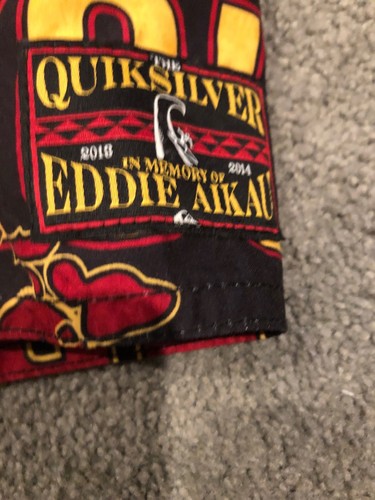 THE
QUIKSILVER
2013 2014
IN MEMORY OF
EDDIE AIKAU